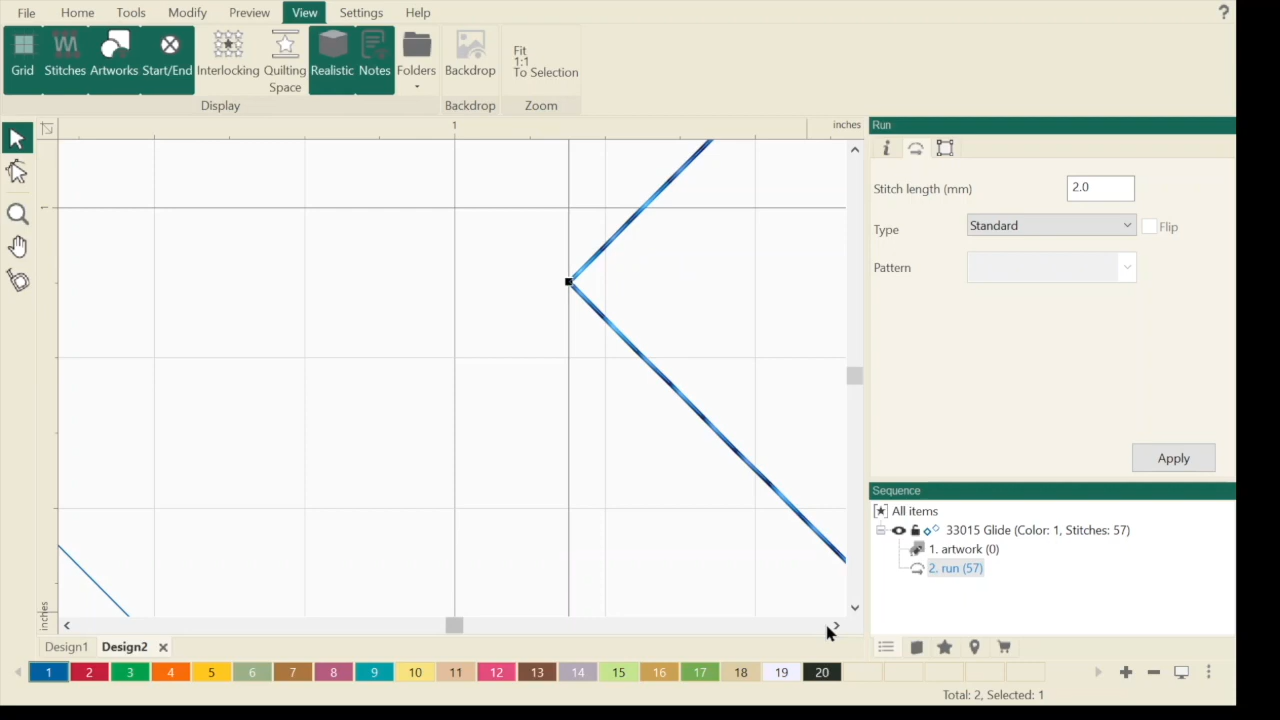 File Home Tools Modify Preview View Settings Help ?
Grid Stitches Artworks Start/End Interlocking Quilting Space Realistic Notes Folders Backdrop
Fit
1:1
To Selection
Display Backdrop Zoom
1 inches
1
inches
Run
i
Stitch length (mm) 2.0
Type Standard Flip
Pattern
Apply
Sequence
All items
33015 Glide (Color: 1, Stitches: 57)
1. artwork (0)
2. run (57)
Design1 Design2
1 2 3 4 5 6 7 8 9 10 11 12 13 14 15 16 17 18 19 20
Total: 2, Selected: 1